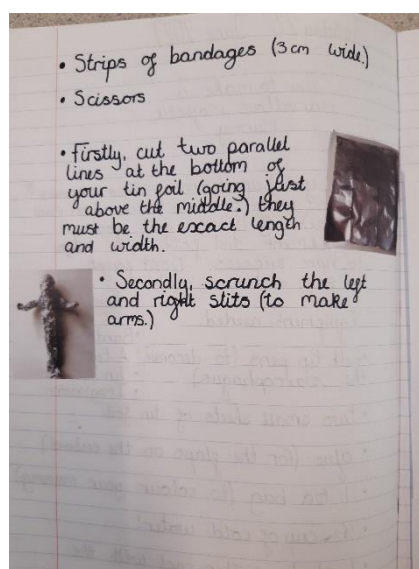 • Strips of bandages (3cm wide.)
• Scissors
• Firstly, cut two parallel
lines at the bottom of
your tin foil (going just
above the middle.) they
must be the exact length
and width.
• Secondly, scrunch the left
and right slits (to make
arms.)